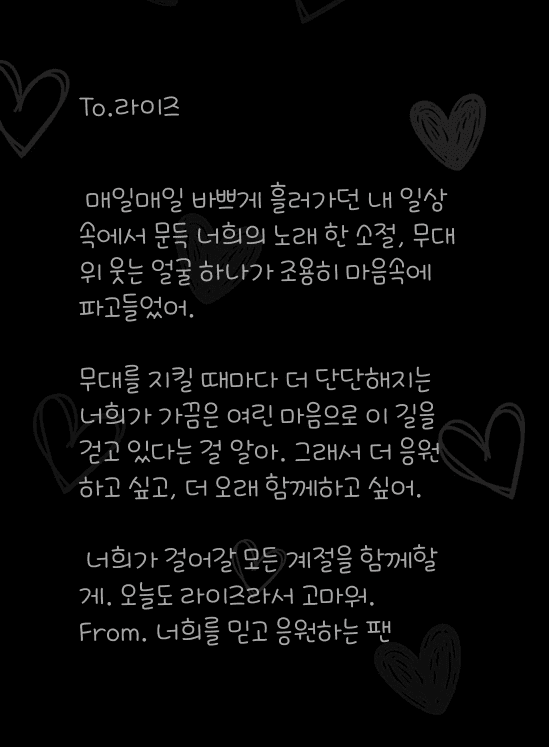 To.라이즈
매일매일 바쁘게 흘러가던 내 일상
속에서 문득 너희의 노래 한 소절, 무대
위 웃는 얼굴 하나가 조용히 마음속에
파고들었어.
무대를 지킬 때마다 더 단단해지는
너희가 가끔은 여린 마음으로 이 길을
걷고 있다는 걸 알아. 그래서 더 응원
하고 싶고, 더 오래 함께하고 싶어.
너희가 걸어갈 모든 계절을 함께할
게. 오늘도 라이즈라서 고마워.
From. 너희를 믿고 응원하는 팬